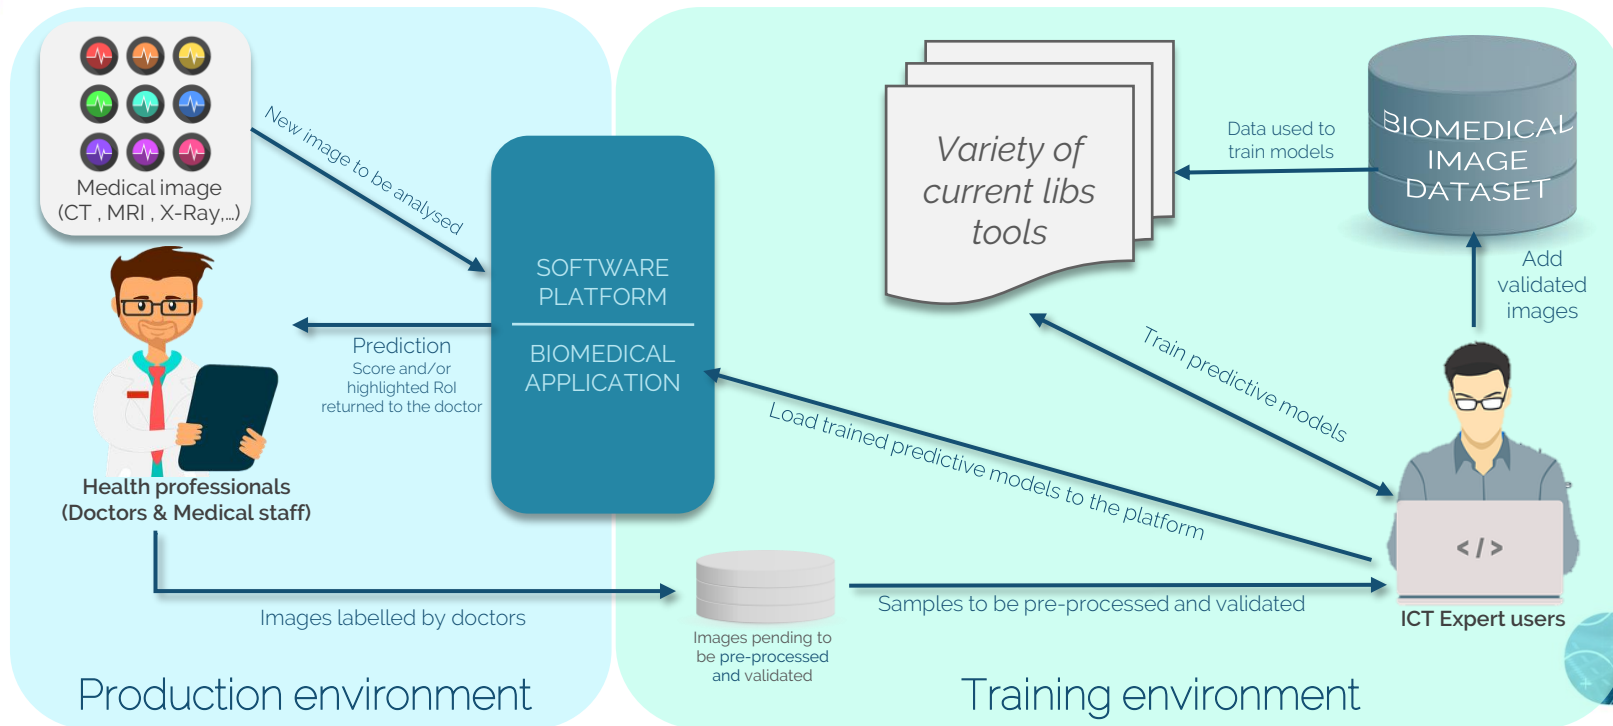 Medical image
(CT , MRI , X-Ray,...)
New image to be analysed
SOFTWARE
PLATFORM
BIOMEDICAL
APPLICATION
Prediction
Score and/or
highlighted RoI
returned to the doctor
Health professionals
(Doctors & Medical staff)
Images labelled by doctors
Production environment
Variety of
current libs
tools
Data used to
train models
BIOMEDICAL
IMAGE
DATASET
Add
validated
images
Train predictive models
Load trained predictive models to the platform
</>
ICT Expert users
Samples to be pre-processed and validated
Images pending to
be pre-processed
and validated
Training environment